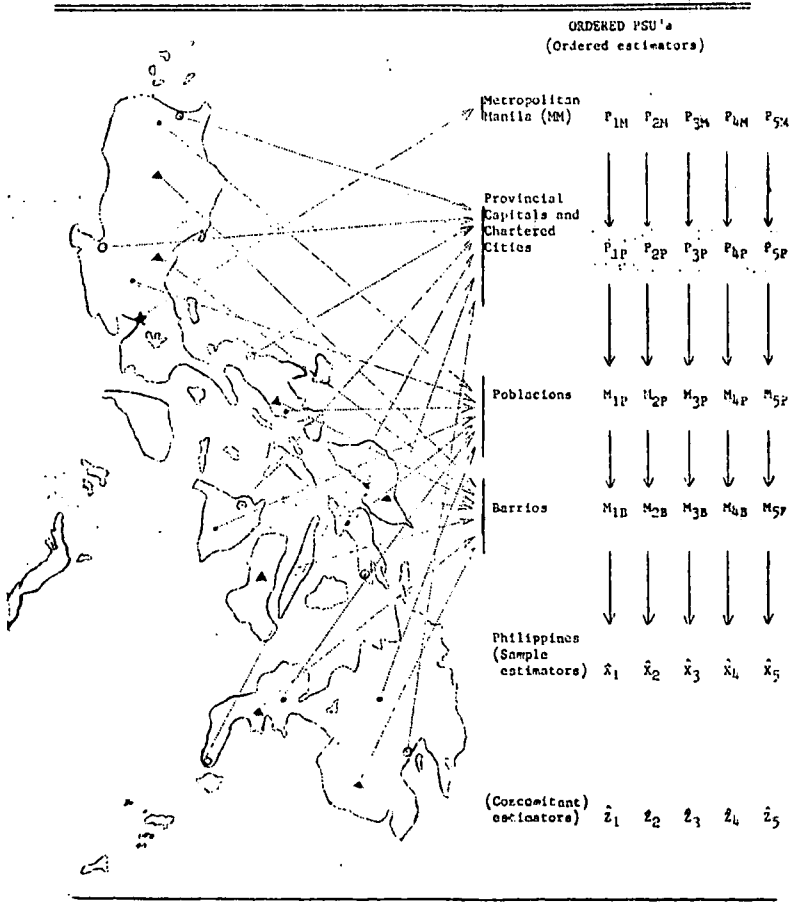 ORDERED PSU's
(Ordered estimators)
Metropolitan
Manila (MM) P1M P2M P3M P4M P5M
Provincial
Capitals and
Chartered
Cities P1P P2P P3P P4P P5P
Poblacions M1P M2P M3P M4P M5P
Barrios M1B M2B M3B M4B
Philippines
(Sample
estimators) x̂1 x̂2 x̂3 x̂4 x̂5
(Concomitant)
estimators) ẑ1 ẑ2 ẑ3 ẑ4 ẑ5